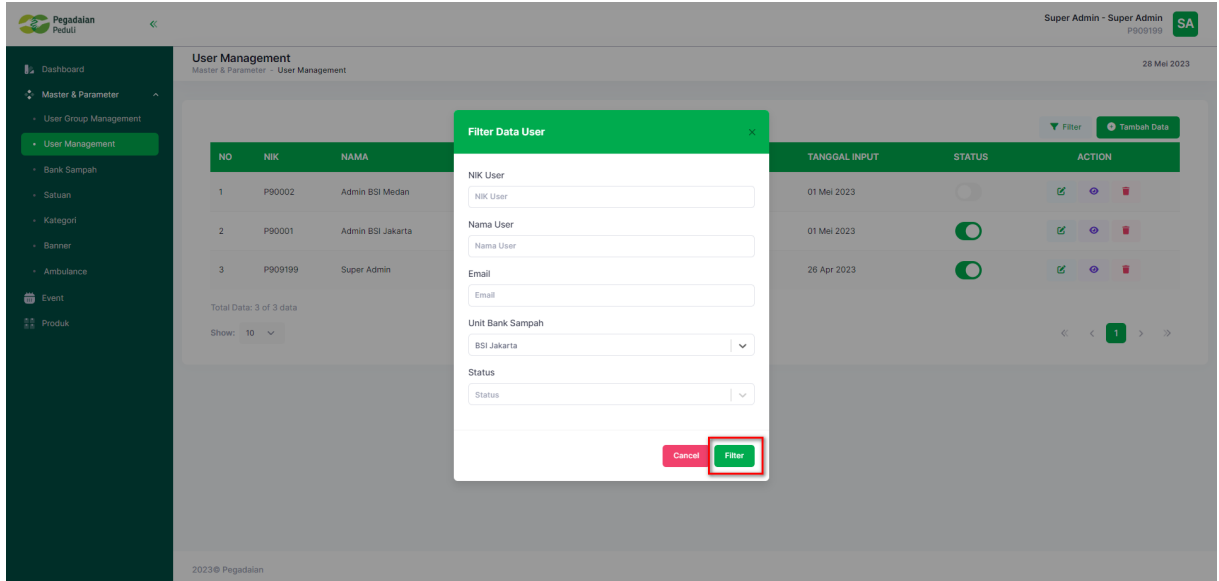 Pegadaian
Peduli
Super Admin - Super Admin
P909199
SA
Dashboard
Master & Parameter
User Group Management
User Management
Bank Sampah
Satuan
Kategori
Banner
Ambulance
Event
Produk
User Management
Master & Parameter - User Management
28 Mei 2023
Filter
Tambah Data
NO NIK NAMA TANGGAL INPUT STATUS ACTION
1 P90002 Admin BSI Medan 01 Mei 2023
2 P90001 Admin BSI Jakarta 01 Mei 2023
3 P909199 Super Admin 26 Apr 2023
Total Data: 3 of 3 data
Show: 10
1
Filter Data User
NIK User
NIK User
Nama User
Nama User
Email
Email
Unit Bank Sampah
BSI Jakarta
Status
Status
Cancel
Filter
2023© Pegadaian